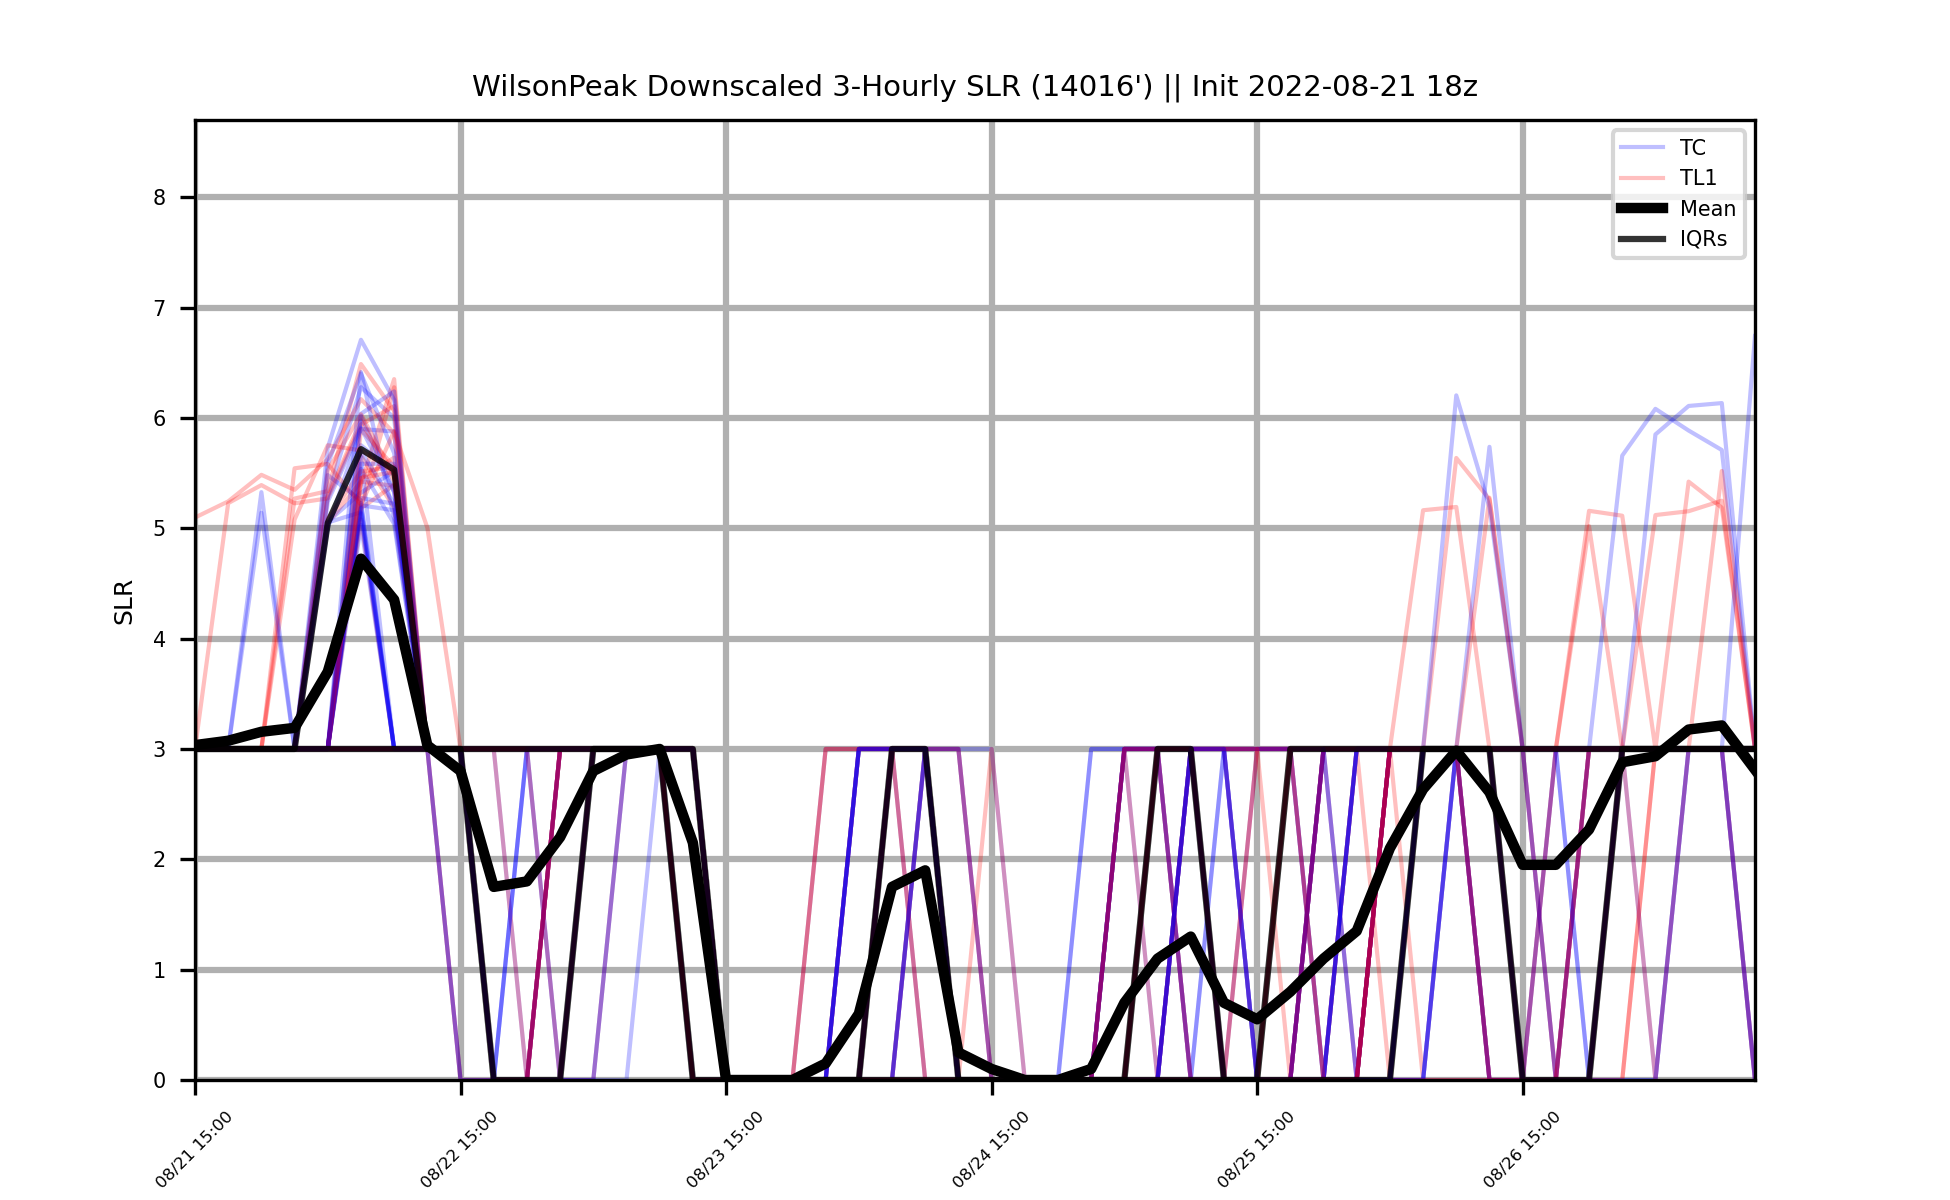 WilsonPeak Downscaled 3-Hourly SLR (14016') || Init 2022-08-21 18z
TC
TL1
Mean
IQRs
SLR
8
7
6
5
4
3
2
1
0
08/21 15:00
08/22 15:00
08/23 15:00
08/24 15:00
08/25 15:00
08/26 15:00